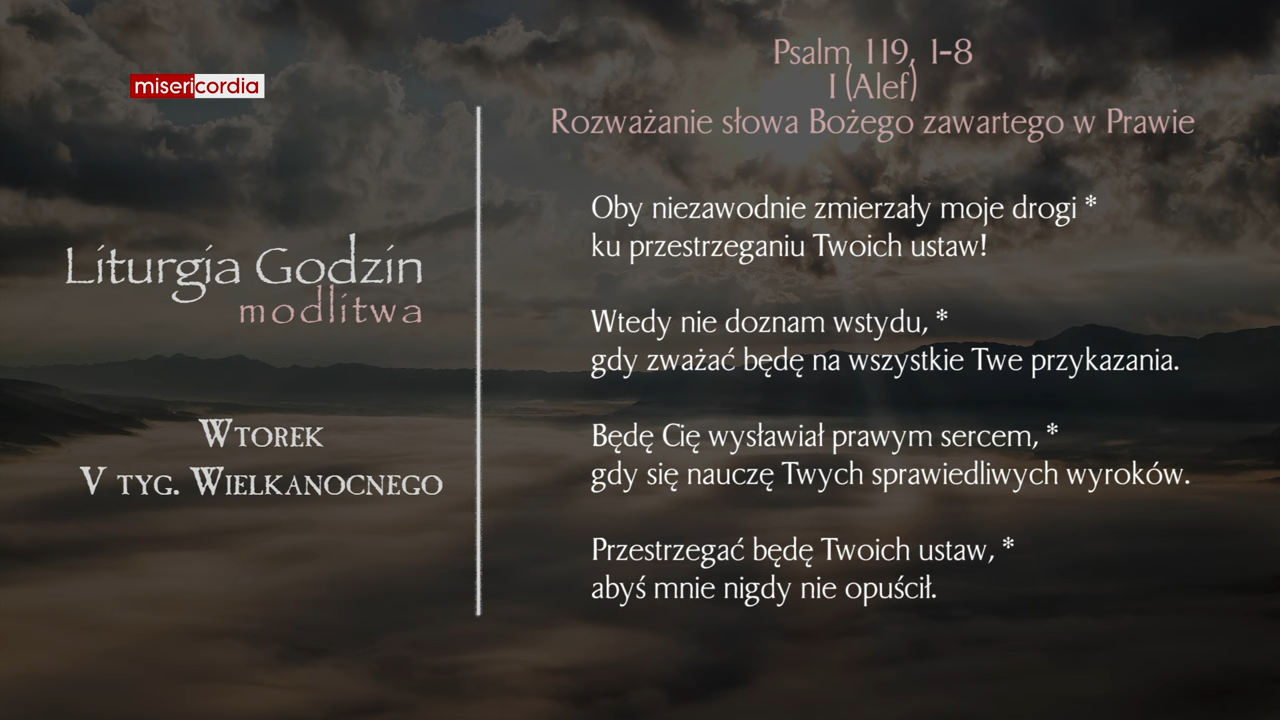 misericordia
Liturgia Godzin
modlitwa
Wtorek
V tyg. Wielkanocnego
Psalm 119, 1-8
I (Alef)
Rozważanie słowa Bożego zawartego w Prawie
Oby niezawodnie zmierzały moje drogi *
ku przestrzeganiu Twoich ustaw!
Wtedy nie doznam wstydu, *
gdy zważać będę na wszystkie Twe przykazania.
Będę Cię wysławiał prawym sercem, *
gdy się nauczę Twych sprawiedliwych wyroków.
Przestrzegać będę Twoich ustaw, *
abyś mnie nigdy nie opuścił.